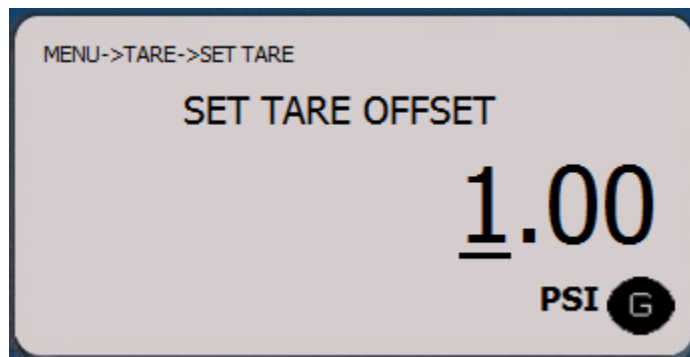 MENU->TARE->SET TARE
SET TARE OFFSET
1.00
PSI G